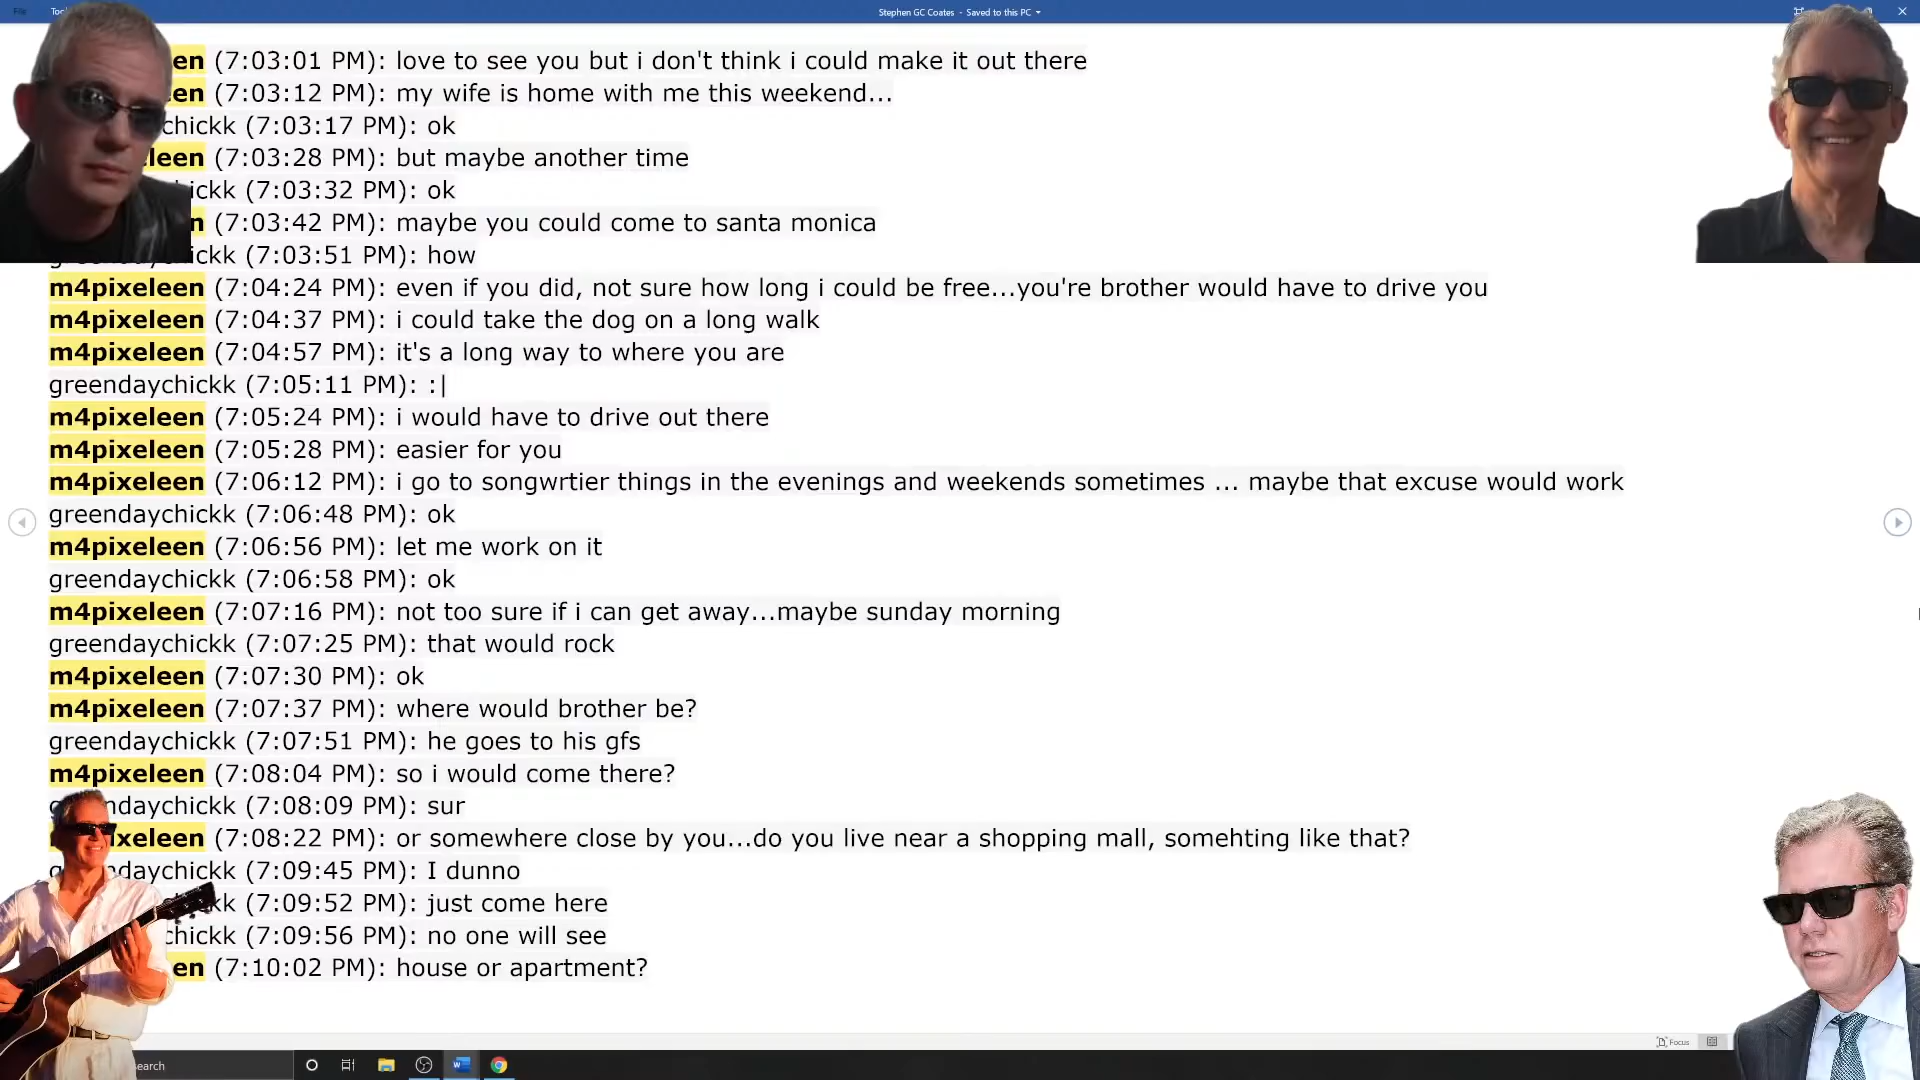 File
Stephen GC Coates - Saved to this PC
en (7:03:01 PM): love to see you but i don't think i could make it out there
en (7:03:12 PM): my wife is home with me this weekend...
chickk (7:03:17 PM): ok
leen (7:03:28 PM): but maybe another time
ickk (7:03:32 PM): ok
n (7:03:42 PM): maybe you could come to santa monica
ickk (7:03:51 PM): how
m4pixeleen (7:04:24 PM): even if you did, not sure how long i could be free...you're brother would have to drive you
m4pixeleen (7:04:37 PM): i could take the dog on a long walk
m4pixeleen (7:04:57 PM): it's a long way to where you are
greendaychickk (7:05:11 PM): :|
m4pixeleen (7:05:24 PM): i would have to drive out there
m4pixeleen (7:05:28 PM): easier for you
m4pixeleen (7:06:12 PM): i go to songwrtier things in the evenings and weekends sometimes ... maybe that excuse would work
greendaychickk (7:06:48 PM): ok
m4pixeleen (7:06:56 PM): let me work on it
greendaychickk (7:06:58 PM): ok
m4pixeleen (7:07:16 PM): not too sure if i can get away...maybe sunday morning
greendaychickk (7:07:25 PM): that would rock
m4pixeleen (7:07:30 PM): ok
m4pixeleen (7:07:37 PM): where would brother be?
greendaychickk (7:07:51 PM): he goes to his gfs
m4pixeleen (7:08:04 PM): so i would come there?
ndaychickk (7:08:09 PM): sur
xeleen (7:08:22 PM): or somewhere close by you...do you live near a shopping mall, somehting like that?
daychickk (7:09:45 PM): I dunno
kk (7:09:52 PM): just come here
chickk (7:09:56 PM): no one will see
en (7:10:02 PM): house or apartment?
Focus
earch